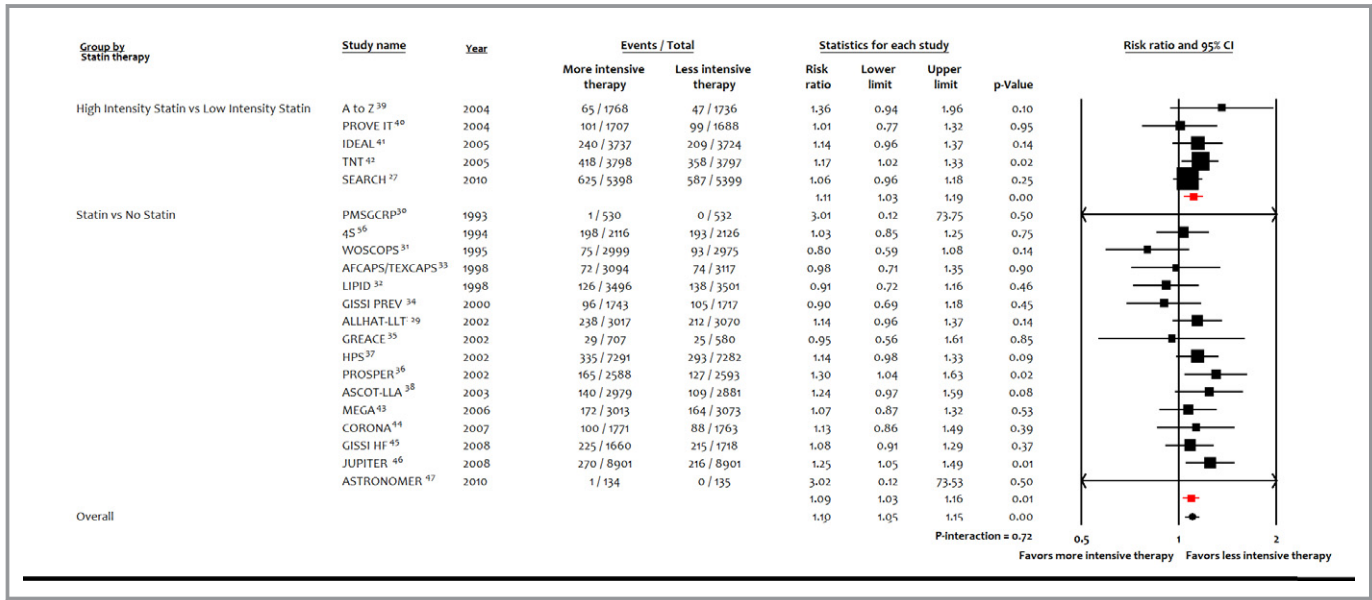 Group by Study name Year Events / Total Statistics for each study Risk ratio and 95% CI
Statin therapy
More intensive therapy Less intensive therapy Risk ratio Lower limit Upper limit p-Value
High Intensity Statin vs Low Intensity Statin A to Z 39 2004 65 / 1768 47 / 1736 1.36 0.94 1.96 0.10
PROVE IT 40 2004 101 / 1707 99 / 1688 1.01 0.77 1.32 0.95
IDEAL 41 2005 240 / 3737 209 / 3724 1.14 0.96 1.37 0.14
TNT 42 2005 418 / 3798 358 / 3797 1.17 1.02 1.33 0.02
SEARCH 27 2010 625 / 5398 587 / 5399 1.06 0.96 1.18 0.25
1.11 1.03 1.19 0.00
Statin vs No Statin PMSGCRP 30 1993 1 / 530 0 / 532 3.01 0.12 73.75 0.50
4S 56 1994 198 / 2116 193 / 2126 1.03 0.85 1.25 0.75
WOSCOPS 31 1995 75 / 2999 93 / 2975 0.80 0.59 1.08 0.14
AFCAPS/TEXCAPS 33 1998 72 / 3094 74 / 3117 0.98 0.71 1.35 0.90
LIPID 32 1998 126 / 3496 138 / 3501 0.91 0.72 1.16 0.46
GISSI PREV 34 2000 96 / 1743 105 / 1717 0.90 0.69 1.18 0.45
ALLHAT-LLT 29 2002 238 / 3017 212 / 3070 1.14 0.96 1.37 0.14
GREACE 35 2002 29 / 707 25 / 580 0.95 0.56 1.61 0.85
HPS 37 2002 335 / 7291 293 / 7282 1.14 0.98 1.33 0.09
PROSPER 36 2002 165 / 2588 127 / 2593 1.30 1.04 1.63 0.02
ASCOT-LLA 38 2003 140 / 2979 109 / 2881 1.24 0.97 1.59 0.08
MEGA 43 2006 172 / 3013 164 / 3073 1.07 0.87 1.32 0.53
CORONA 44 2007 100 / 1771 88 / 1763 1.13 0.86 1.49 0.39
GISSI HF 45 2008 225 / 1660 215 / 1718 1.08 0.91 1.29 0.37
JUPITER 46 2008 270 / 8901 216 / 8901 1.25 1.05 1.49 0.01
ASTRONOMER 47 2010 1 / 134 0 / 135 3.02 0.12 73.53 0.50
1.09 1.03 1.16 0.01
Overall 1.10 1.05 1.15 0.00
P-interaction = 0.72
0.5 1 2
Favors more intensive therapy Favors less intensive therapy